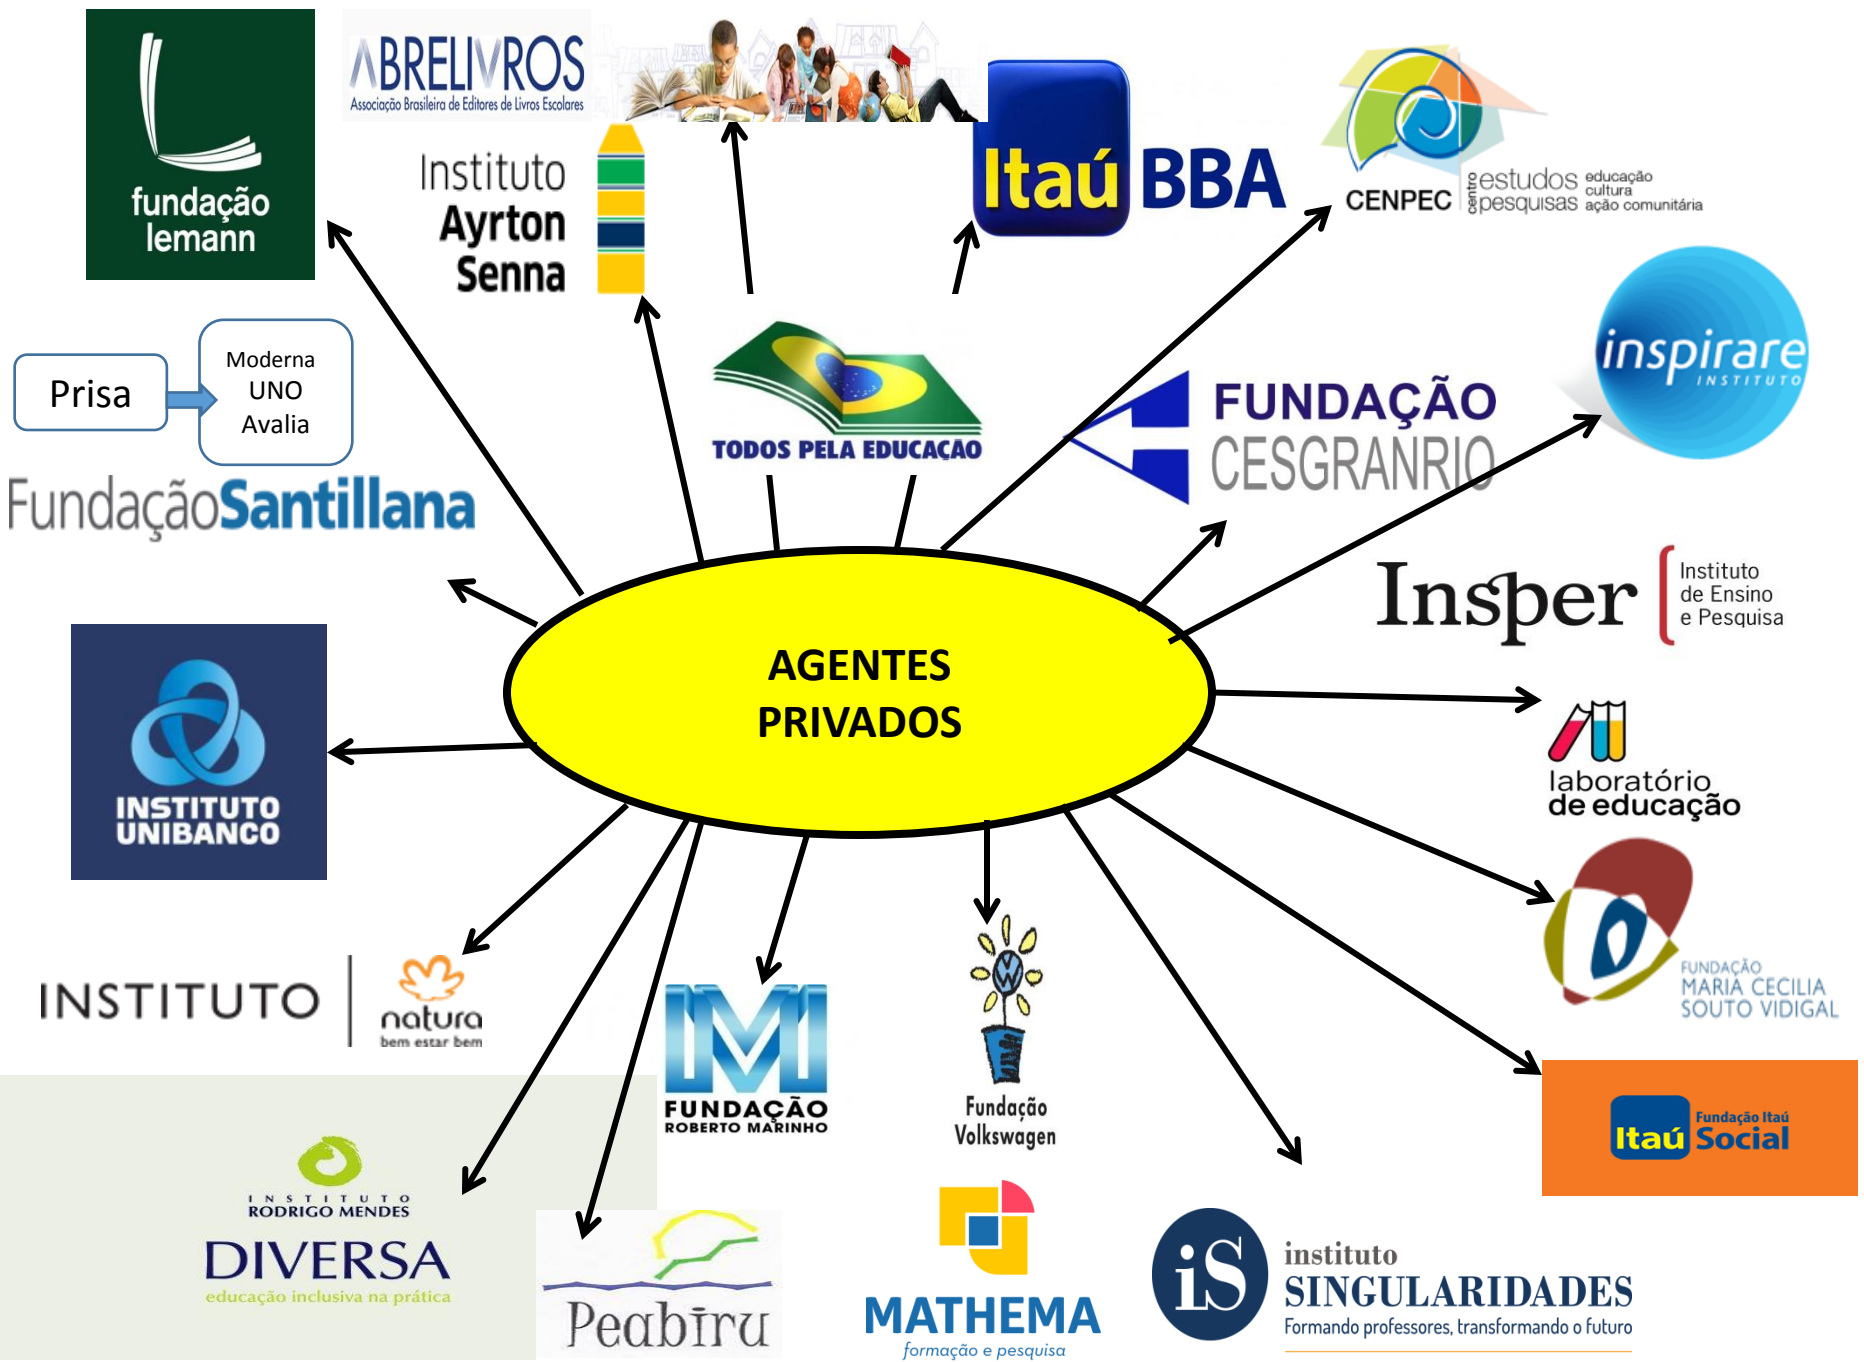 fundação
lemann
ABRELIVROS
Associação Brasileira de Editores de Livros Escolares
Instituto
Ayrton
Senna
Itaú BBA
CENPEC
centro
estudos
pesquisas
educação
cultura
ação comunitária
inspirare
INSTITUTO
Prisa
Moderna
UNO
Avalia
FundaçãoSantillana
TODOS PELA EDUCAÇÃO
FUNDAÇÃO
CESGRANRIO
Insper
Instituto
de Ensino
e Pesquisa
AGENTES
PRIVADOS
INSTITUTO
UNIBANCO
laboratório
de educação
FUNDAÇÃO
MARIA CECILIA
SOUTO VIDIGAL
INSTITUTO
natura
bem estar bem
FUNDAÇÃO
ROBERTO MARINHO
Fundação
Volkswagen
Itaú
Fundação Itaú
Social
INSTITUTO
RODRIGO MENDES
DIVERSA
educação inclusiva na prática
Peabiru
MATHEMA
formação e pesquisa
iS
instituto
SINGULARIDADES
Formando professores, transformando o futuro